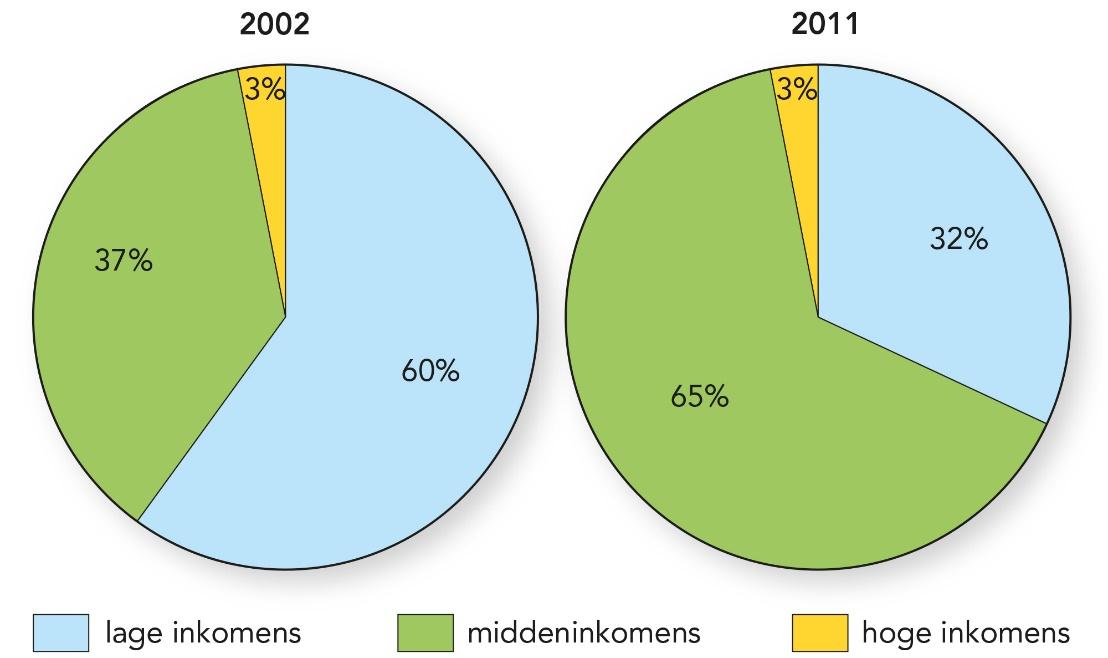 2002
3%
37%
60%
2011
3%
32%
65%
lage inkomens
middeninkomens
hoge inkomens